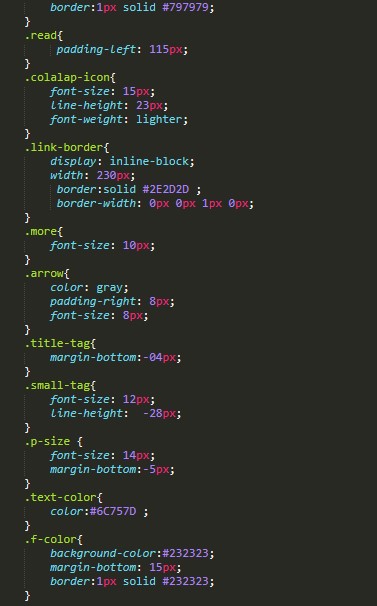 border:1px solid #797979;
}
.read{
padding-left: 115px;
}
.colalap-icon{
font-size: 15px;
line-height: 23px;
font-weight: lighter;
}
.link-border{
display: inline-block;
width: 230px;
border:solid #2E2D2D ;
border-width: 0px 0px 1px 0px;
}
.more{
font-size: 10px;
}
.arrow{
color: gray;
padding-right: 8px;
font-size: 8px;
}
.title-tag{
margin-bottom:-04px;
}
.small-tag{
font-size: 12px;
line-height:  -28px;
}
.p-size {
font-size: 14px;
margin-bottom:-5px;
}
.text-color{
color:#6C757D ;
}
.f-color{
background-color:#232323;
margin-bottom: 15px;
border:1px solid #232323;
}